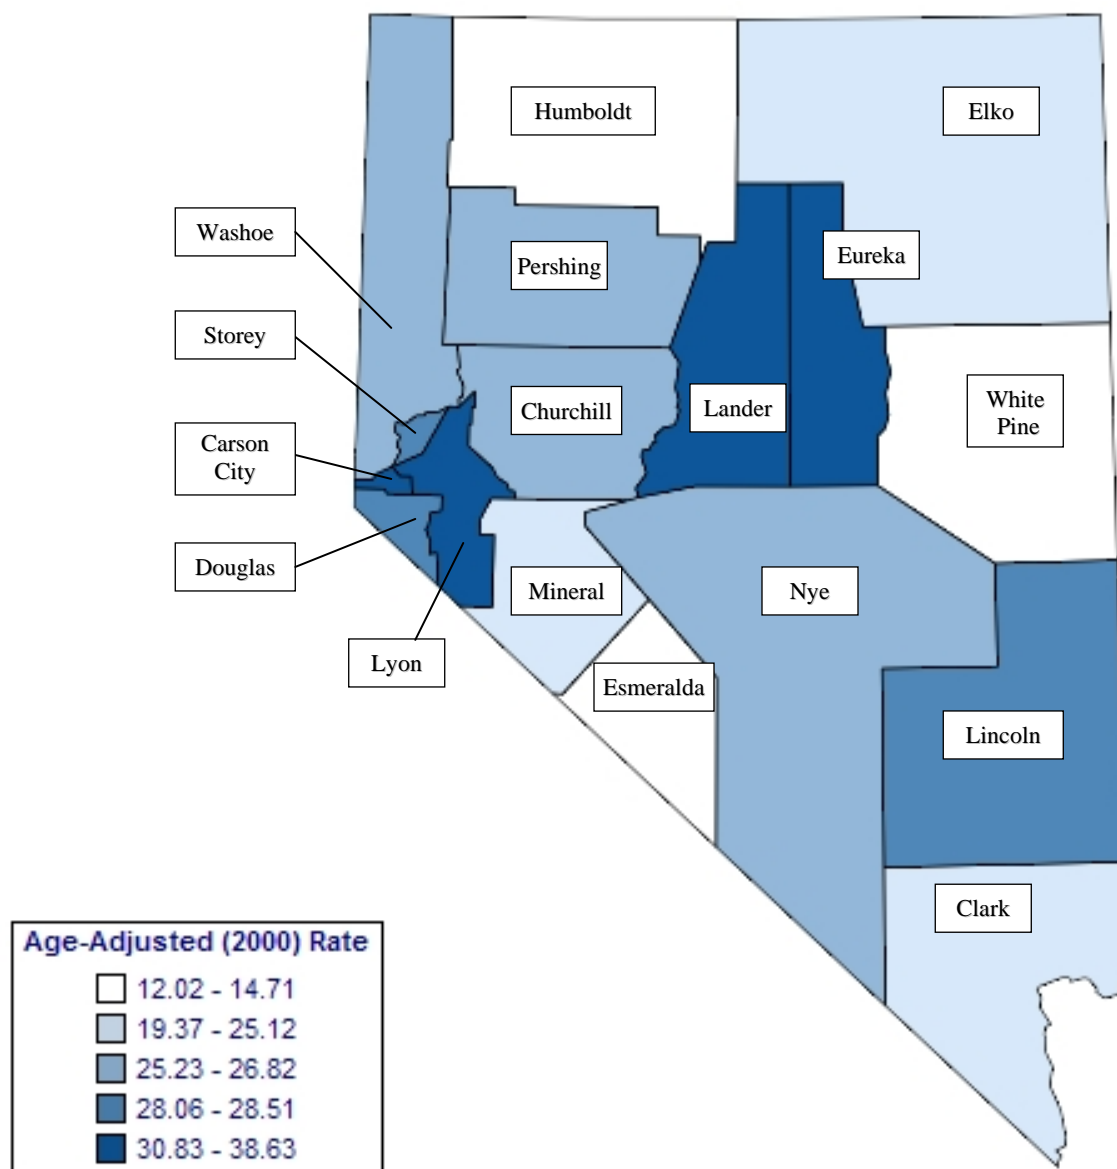 Humboldt
Elko
Washoe
Eureka
Pershing
Storey
Churchill
Lander
White
Pine
Carson
City
Douglas
Mineral
Nye
Lyon
Esmeralda
Lincoln
Clark
Age-Adjusted (2000) Rate
12.02 - 14.71
19.37 - 25.12
25.23 - 26.82
28.06 - 28.51
30.83 - 38.63